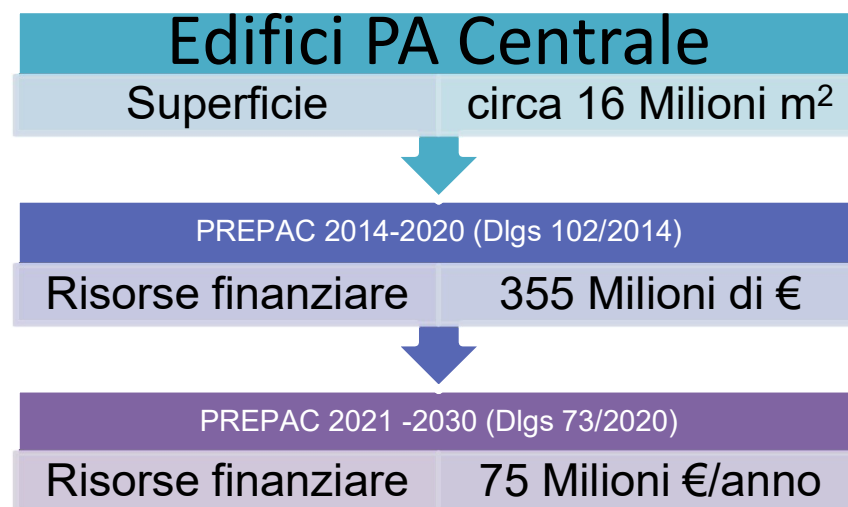 Edifici PA Centrale
Superficie circa 16 Milioni m²
PREPAC 2014-2020 (Dlgs 102/2014)
Risorse finanziare 355 Milioni di €
PREPAC 2021 -2030 (Dlgs 73/2020)
Risorse finanziare 75 Milioni €/anno